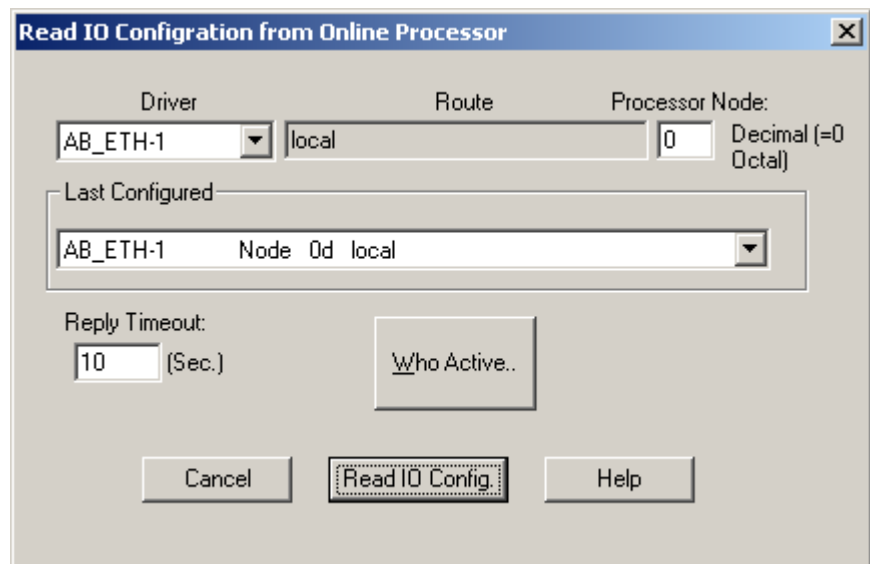 Read IO Configration from Online Processor
Driver Route Processor Node:
AB_ETH-1 local 0 Decimal (=0
Octal)
Last Configured
AB_ETH-1 Node 0d local
Reply Timeout:
10 (Sec.) Who Active..
Cancel Read IO Config. Help